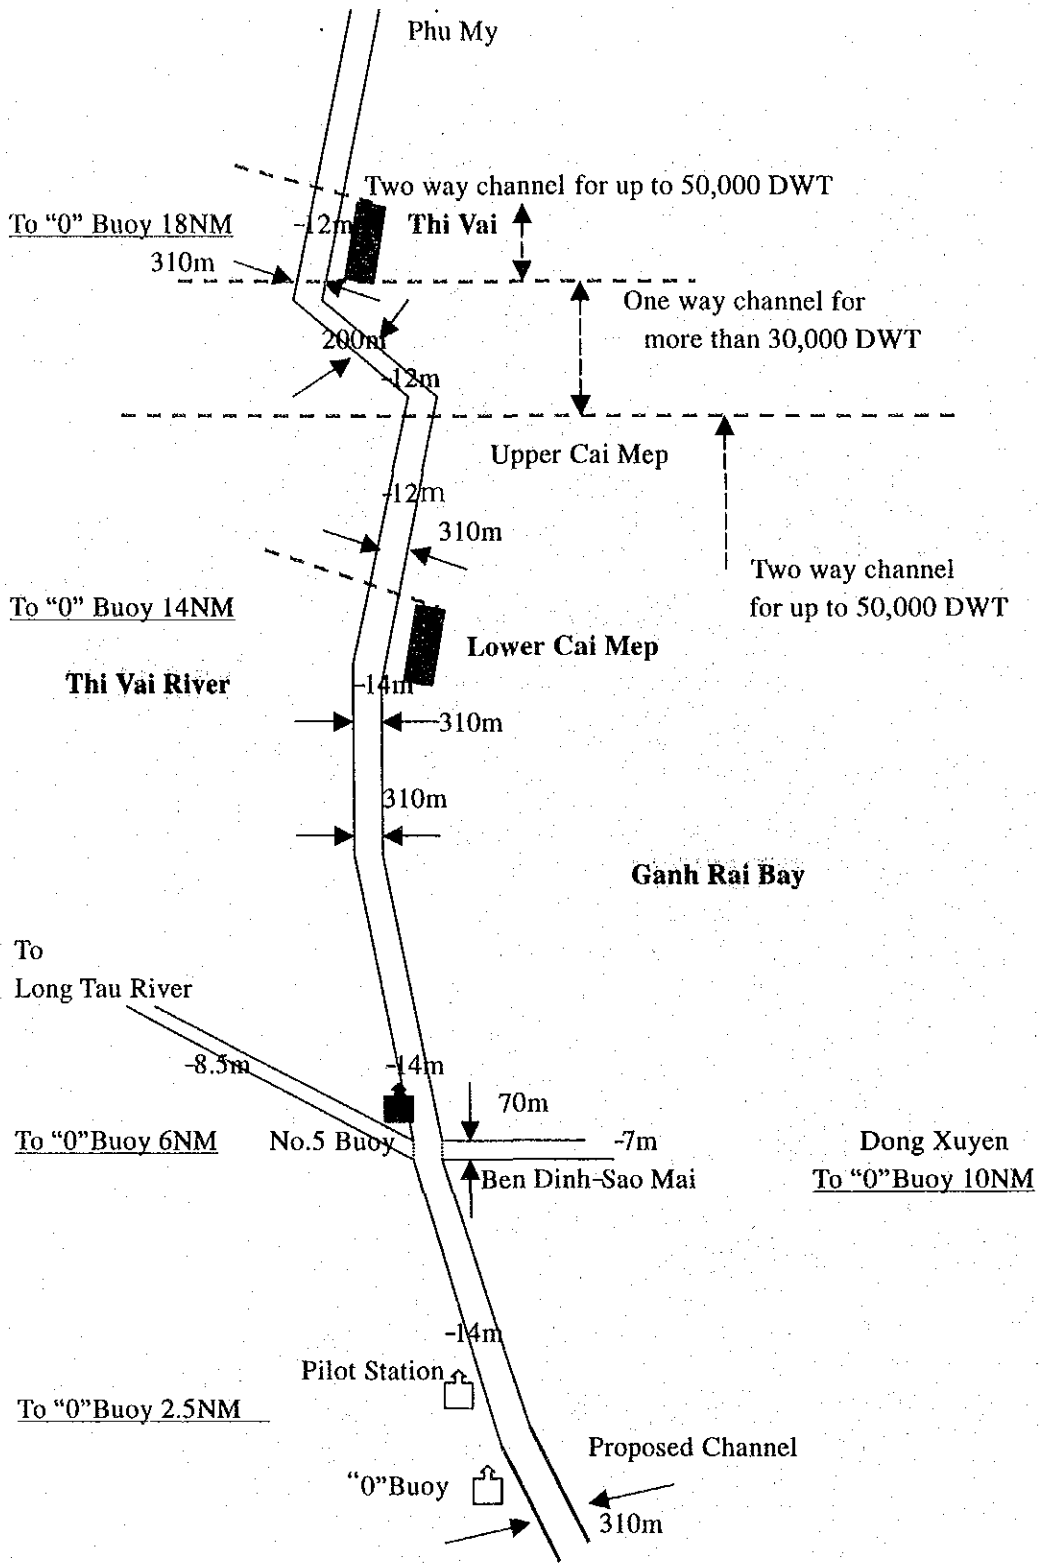 Phu My
Two way channel for up to 50,000 DWT
To “0” Buoy 18NM
-12m
Thi Vai
310m
One way channel for
more than 30,000 DWT
200m
-12m
Upper Cai Mep
-12m
310m
Two way channel
for up to 50,000 DWT
To “0” Buoy 14NM
Lower Cai Mep
Thi Vai River
-14m
310m
310m
Ganh Rai Bay
To
Long Tau River
-8.5m
-14m
70m
To “0”Buoy 6NM
No.5 Buoy
-7m
Dong Xuyen
Ben Dinh-Sao Mai
To “0”Buoy 10NM
-14m
Pilot Station
To “0”Buoy 2.5NM
Proposed Channel
“0”Buoy
310m